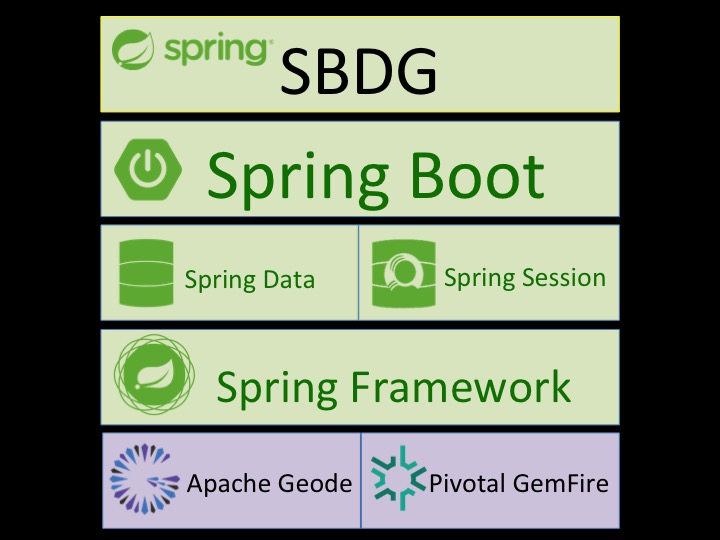 spring
SBDG
Spring Boot
Spring Data
Spring Session
Spring Framework
Apache Geode
Pivotal GemFire